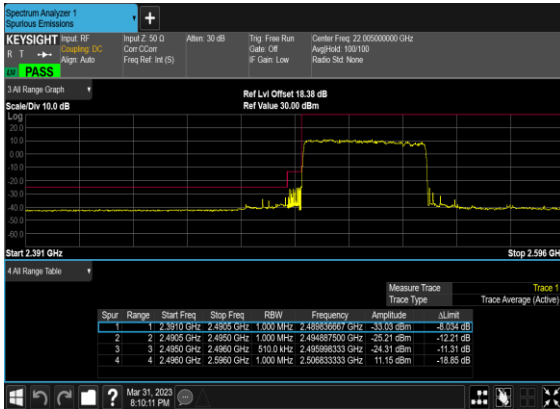 Spectrum Analyzer 1
Spurious Emissions
KEYSIGHT Input: RF Input Z: 50 Ω Atten: 30 dB Trig: Free Run Center Freq: 22.005000000 GHz
R T Coupling: DC Corr CCorr Gate: Off Avg|Hold: 100/100
Align: Auto Freq Ref: Int (S) IF Gain: Low Radio Std: None
LNI PASS
3 All Range Graph
Ref Lvl Offset 18.38 dB
Scale/Div 10.0 dB Ref Value 30.00 dBm
Log
20.0
10.0
0.00
-10.0
-20.0
-30.0
-40.0
-50.0
-60.0
Start 2.391 GHz Stop 2.596 GH
4 All Range Table
Measure Trace Trace 1
Trace Type Trace Average (Active)
Spur Range Start Freq Stop Freq RBW Frequency Amplitude ΔLimit
1 1 2.3910 GHz 2.4905 GHz 1.000 MHz 2.489836667 GHz -33.03 dBm -8.034 dB
2 2 2.4905 GHz 2.4950 GHz 1.000 MHz 2.494887500 GHz -25.21 dBm -12.21 dB
3 3 2.4950 GHz 2.4960 GHz 510.0 kHz 2.495998333 GHz -24.31 dBm -11.31 dB
4 4 2.4960 GHz 2.5960 GHz 1.000 MHz 2.506833333 GHz 11.15 dBm -18.85 dB
Mar 31, 2023
8:10:11 PM